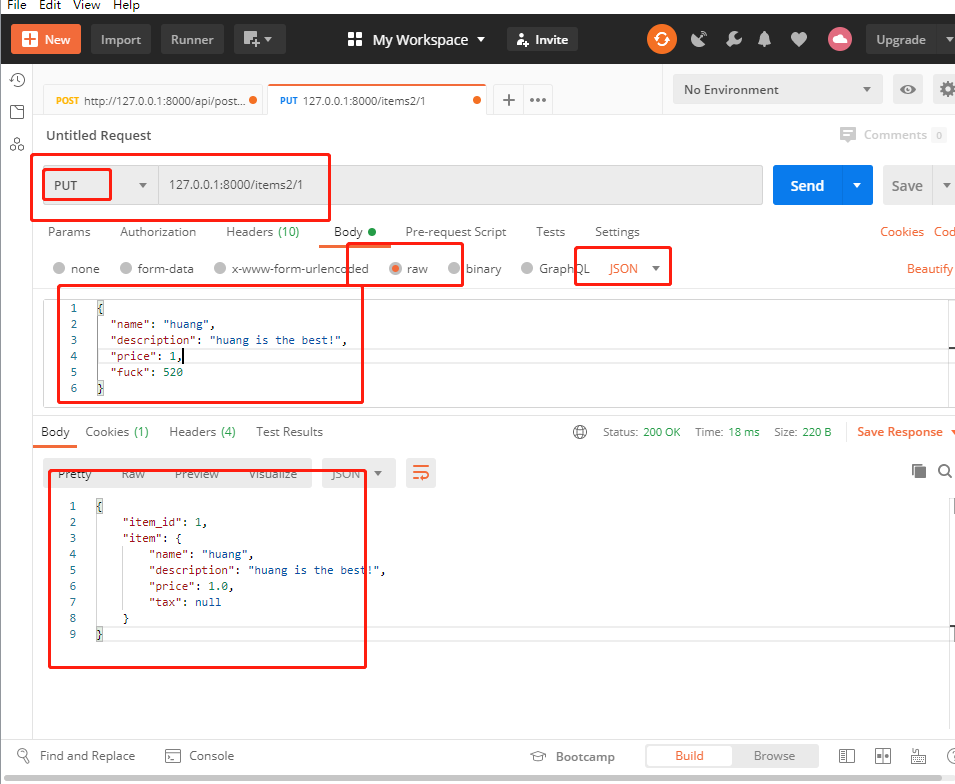 File Edit View Help
New Import Runner My Workspace Invite Upgrade
POST http://127.0.0.1:8000/api/post... PUT 127.0.0.1:8000/items2/1 No Environment
Untitled Request Comments 0
PUT 127.0.0.1:8000/items2/1 Send Save
Params Authorization Headers (10) Body Pre-request Script Tests Settings Cookies Cod
none form-data x-www-form-urlencoded raw binary GraphQL JSON Beautify
1 {
2 "name": "huang",
3 "description": "huang is the best!",
4 "price": 1,
5 "fuck": 520
6 }
Body Cookies (1) Headers (4) Test Results Status: 200 OK Time: 18 ms Size: 220 B Save Response
Pretty Raw Preview Visualize JSON
1 {
2 "item_id": 1,
3 "item": {
4 "name": "huang",
5 "description": "huang is the best!",
6 "price": 1.0,
7 "tax": null
8 }
9 }
Find and Replace Console Bootcamp Build Browse